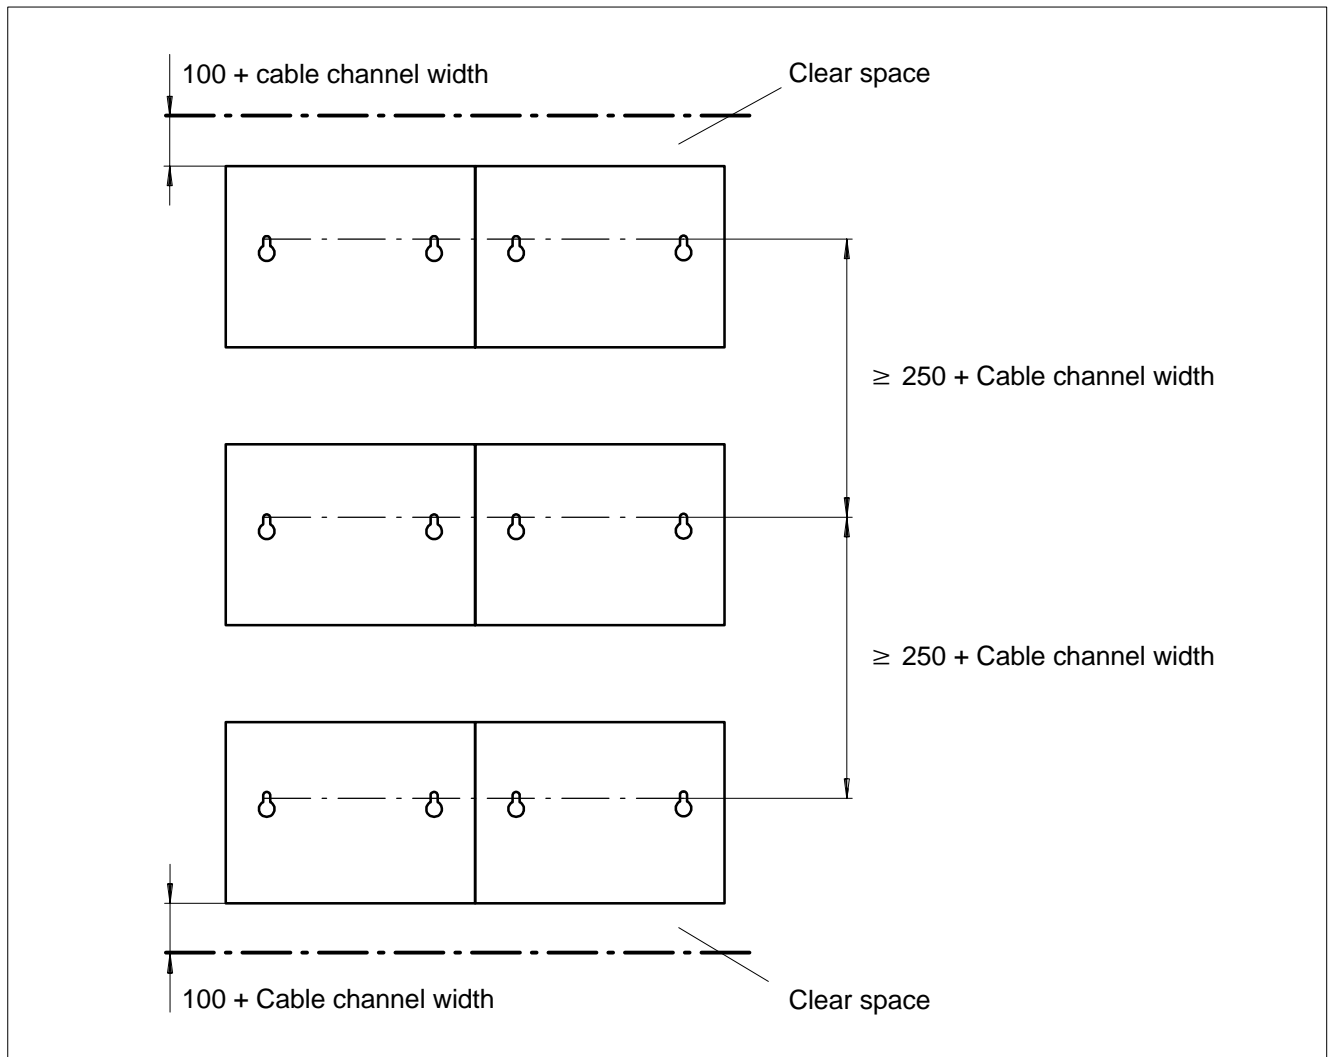 100 + cable channel width
Clear space
≥ 250 + Cable channel width
≥ 250 + Cable channel width
100 + Cable channel width
Clear space